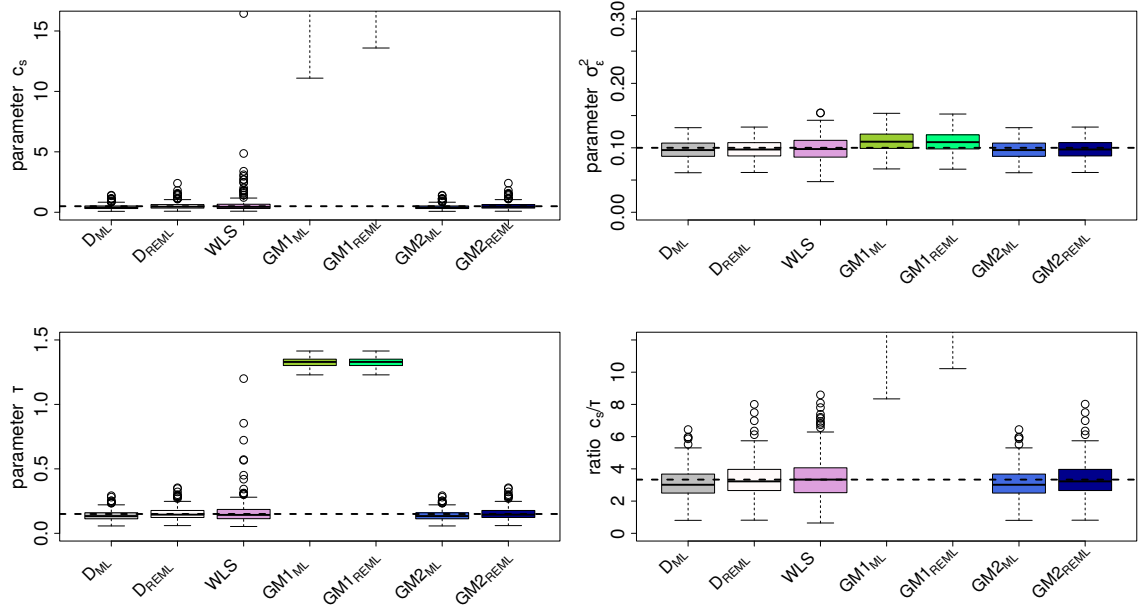 parameter cₛ
15
10
5
0
D_ML
D_REML
WLS
GM1_ML
GM1_REML
GM2_ML
GM2_REML
parameter σ²_ε
0.30
0.20
0.10
0.00
D_ML
D_REML
WLS
GM1_ML
GM1_REML
GM2_ML
GM2_REML
parameter τ
1.5
1.0
0.5
0.0
D_ML
D_REML
WLS
GM1_ML
GM1_REML
GM2_ML
GM2_REML
ratio cₛ/τ
10
8
6
4
2
0
D_ML
D_REML
WLS
GM1_ML
GM1_REML
GM2_ML
GM2_REML